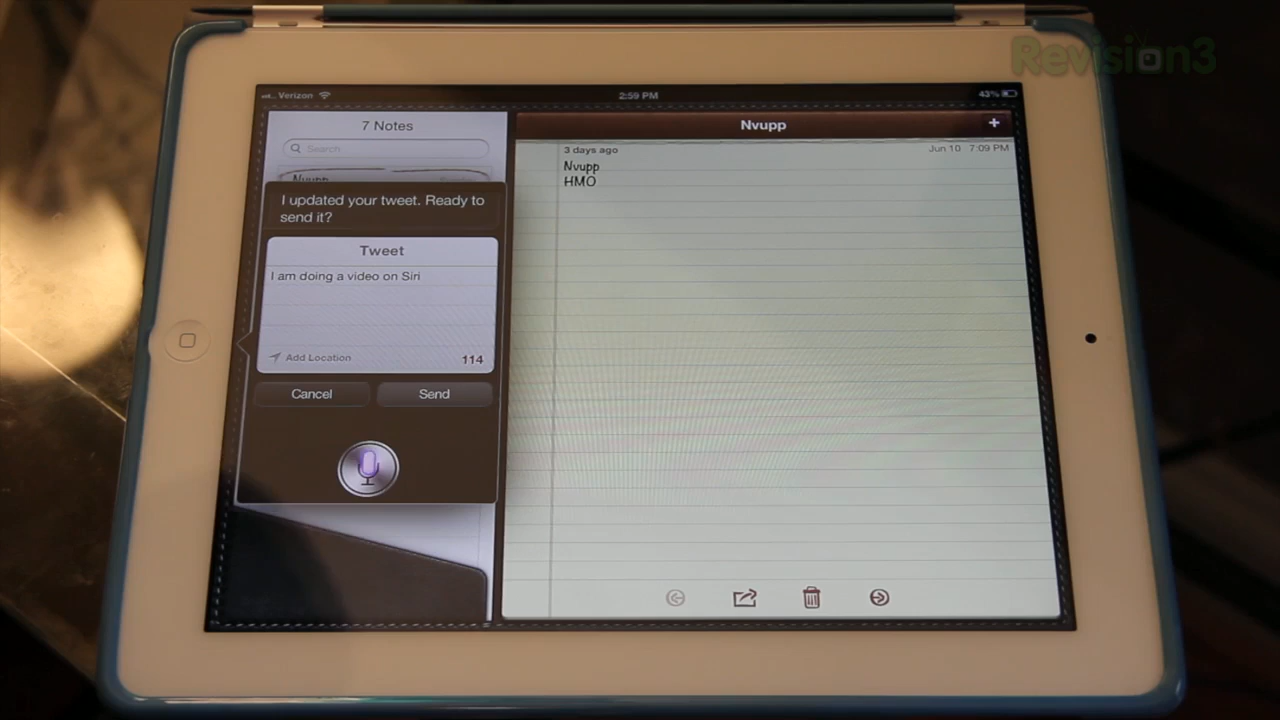 Revision3
Verizon
2:59 PM
43%
7 Notes
Search
Nvupp
I updated your tweet. Ready to
send it?
Tweet
I am doing a video on Siri
Add Location
114
Cancel
Send
Nvupp
+
3 days ago
Jun 10 7:09 PM
Nvupp
HMO